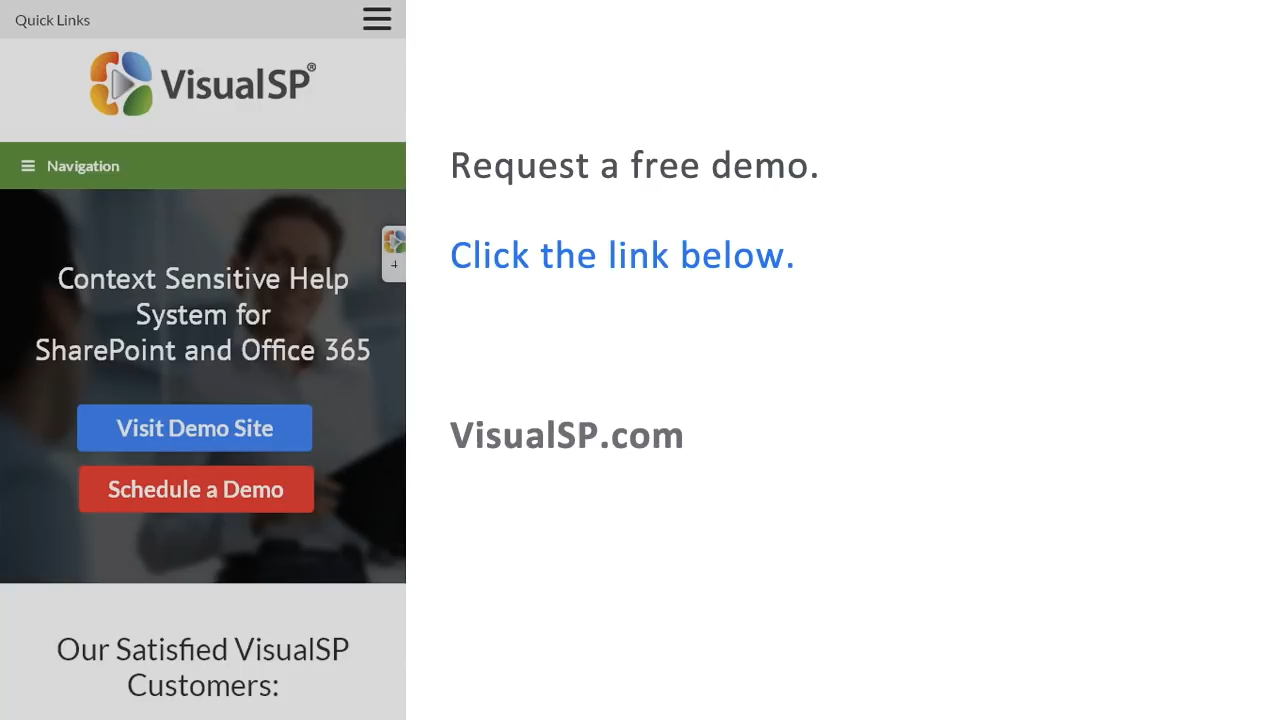 Quick Links
VisualSP®
Navigation
4
Context Sensitive Help
System for
SharePoint and Office 365
Visit Demo Site
Schedule a Demo
Our Satisfied VisualSP
Customers:
Request a free demo.
Click the link below.
VisualSP.com